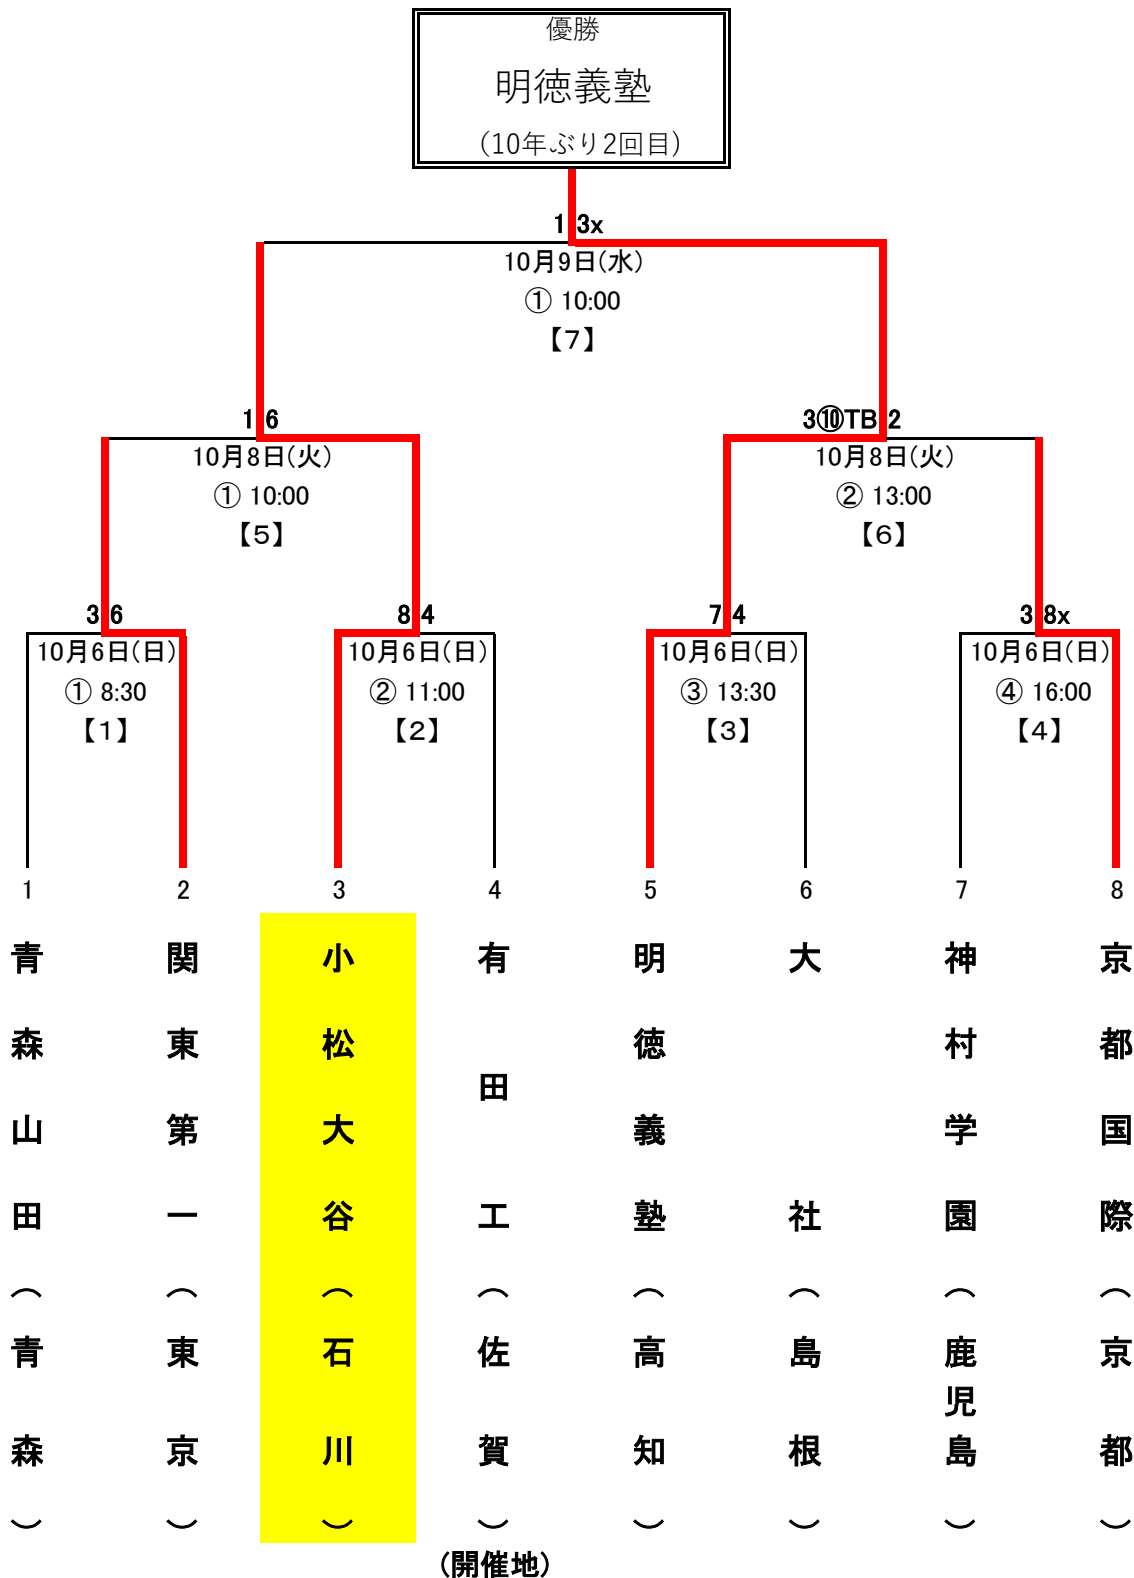 優勝
明徳義塾
(10年ぶり2回目)
1 3x
10月9日(水)
① 10:00
【7】
1 6
10月8日(火)
① 10:00
【5】
3⑩TB 2
10月8日(火)
② 13:00
【6】
3 6
10月6日(日)
① 8:30
【1】
8 4
10月6日(日)
② 11:00
【2】
7 4
10月6日(日)
③ 13:30
【3】
3 8x
10月6日(日)
④ 16:00
【4】
1
青森山田(青森)
2
関東第一(東京)
3
小松大谷(石川)
4
有田工(佐賀)
(開催地)
5
明徳義塾(高知)
6
大社(島根)
7
神村学園(鹿児島)
8
京都国際(京都)